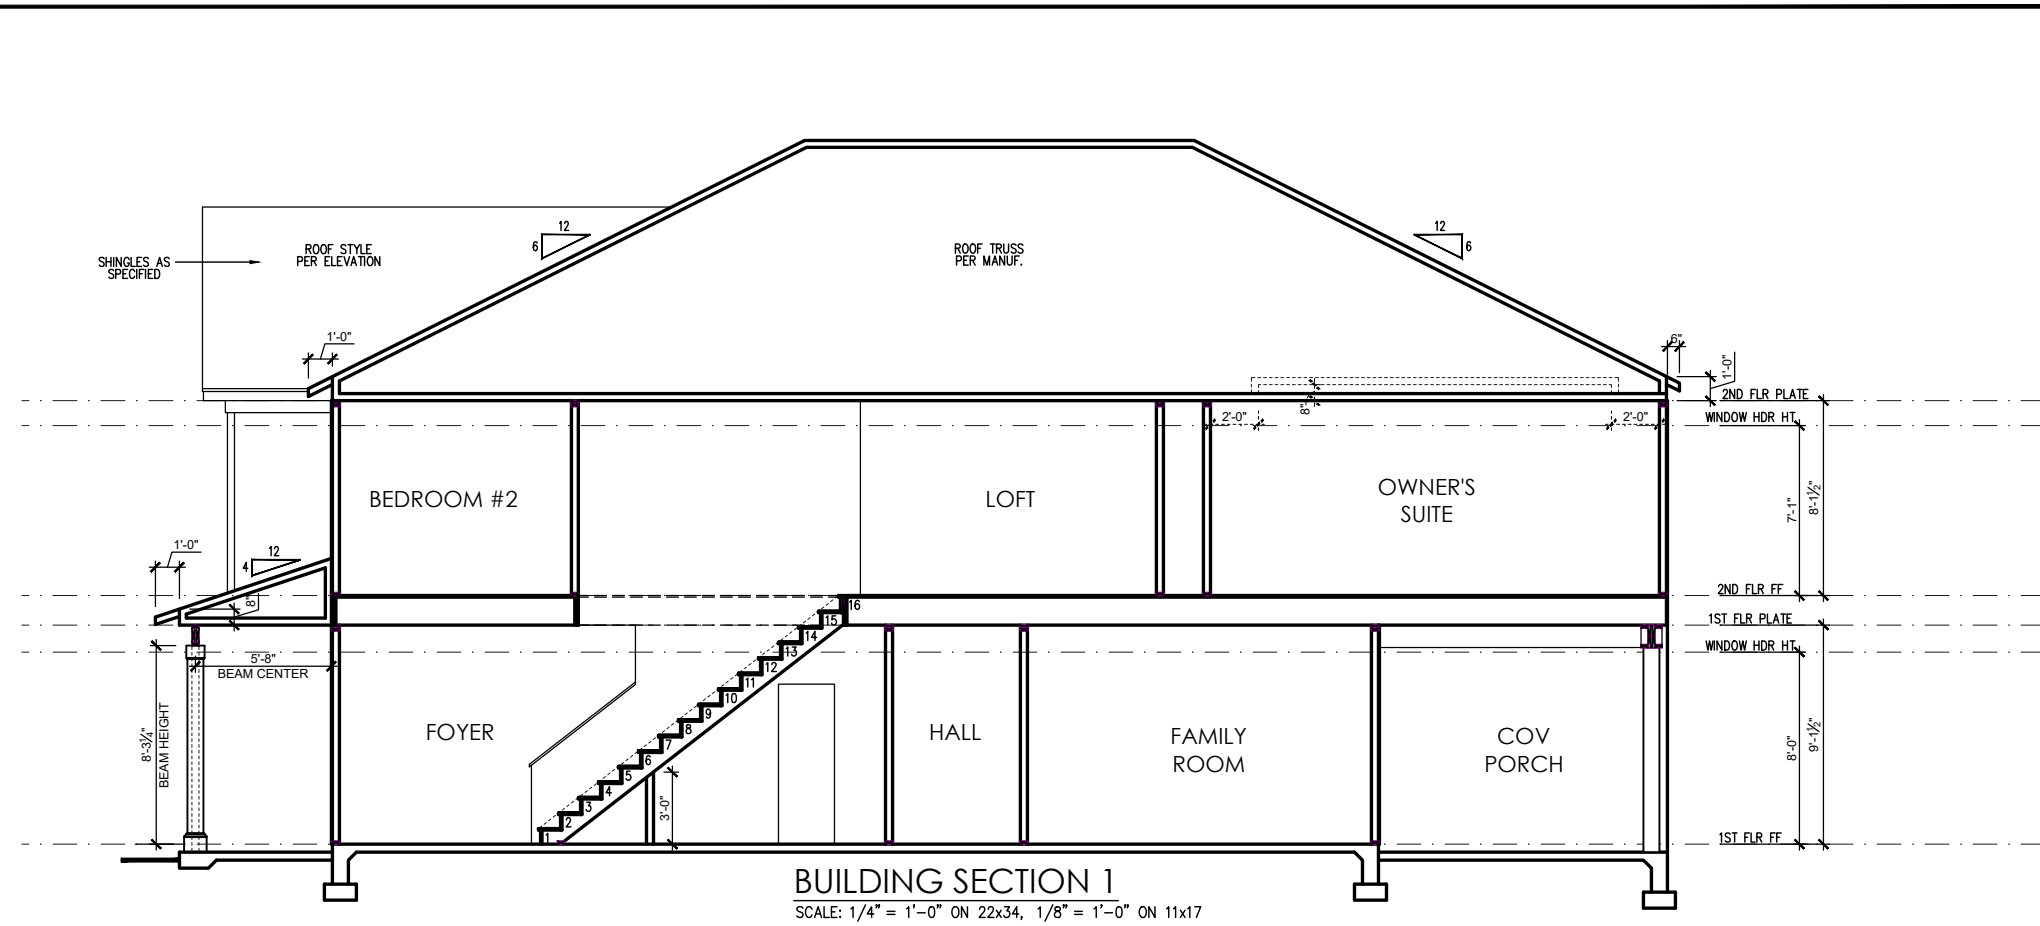 12
6
12
6
ROOF STYLE
PER ELEVATION
SHINGLES AS
SPECIFIED
ROOF TRUSS
PER MANUF.
1'-0"
6"
1'-0"
2ND FLR PLATE
8"
2'-0"
2'-0"
WINDOW HDR HT
BEDROOM #2
LOFT
OWNER'S
SUITE
7'-1"
8'-1½"
1'-0"
12
4
8"
2ND FLR FF
16
15
14
13
12
11
10
9
8
7
6
5
4
3
2
1
1ST FLR PLATE
WINDOW HDR HT
5'-8"
BEAM CENTER
8'-3¼"
BEAM HEIGHT
FOYER
3'-0"
HALL
FAMILY
ROOM
COV
PORCH
8'-0"
9'-1½"
1ST FLR FF
BUILDING SECTION 1
SCALE: 1/4" = 1'-0" ON 22x34, 1/8" = 1'-0" ON 11x17